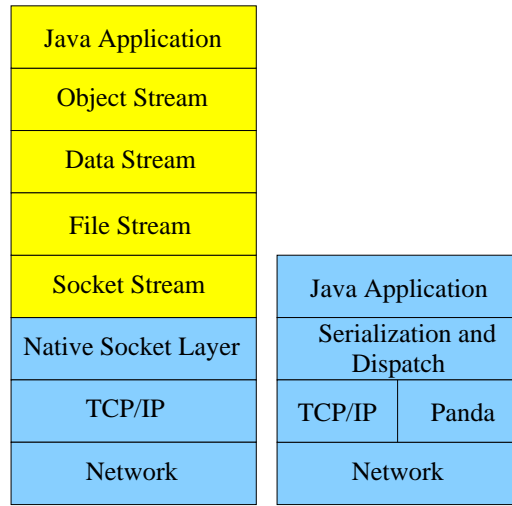 Java Application
Object Stream
Data Stream
File Stream
Socket Stream
Native Socket Layer
TCP/IP
Network
Java Application
Serialization and
Dispatch
TCP/IP
Panda
Network